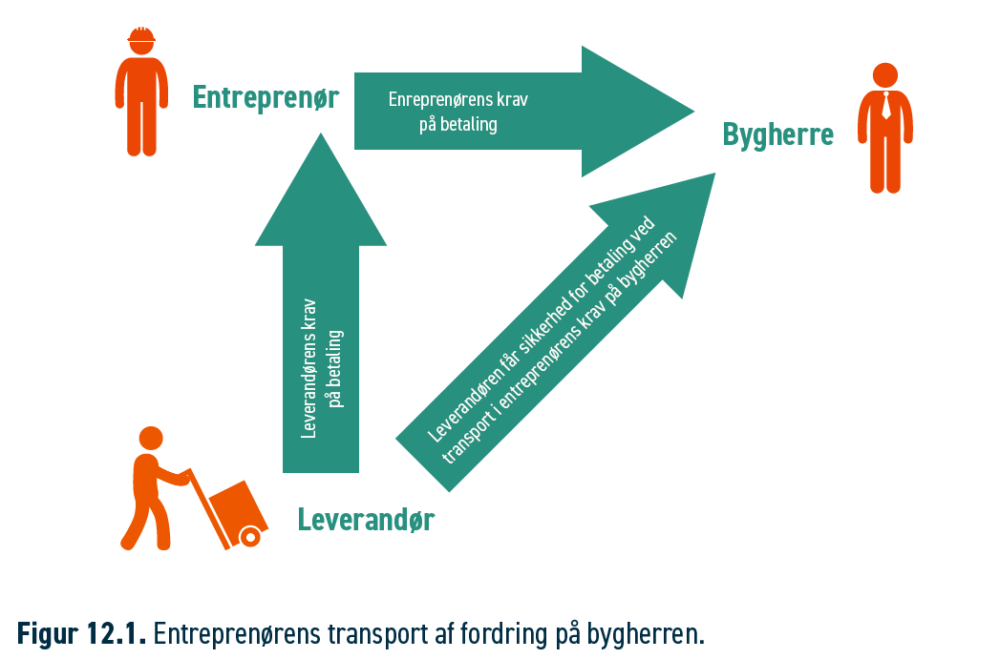 Entreprenør
Enreprenørens krav
på betaling
Bygherre
Leverandørens krav
på betaling
Leverandøren får sikkerhed for betaling ved
transport i entreprenørens krav på bygherren
Leverandør
Figur 12.1. Entreprenørens transport af fordring på bygherren.